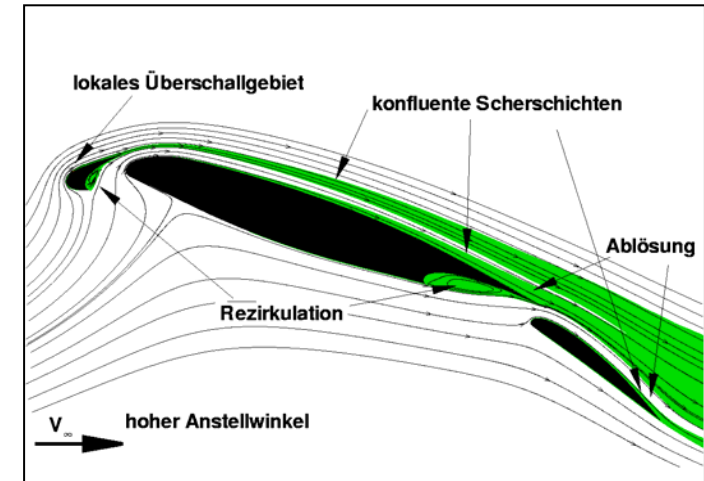 lokales Überschallgebiet
konfluente Scherschichten
Ablösung
Rezirkulation
V∞
hoher Anstellwinkel